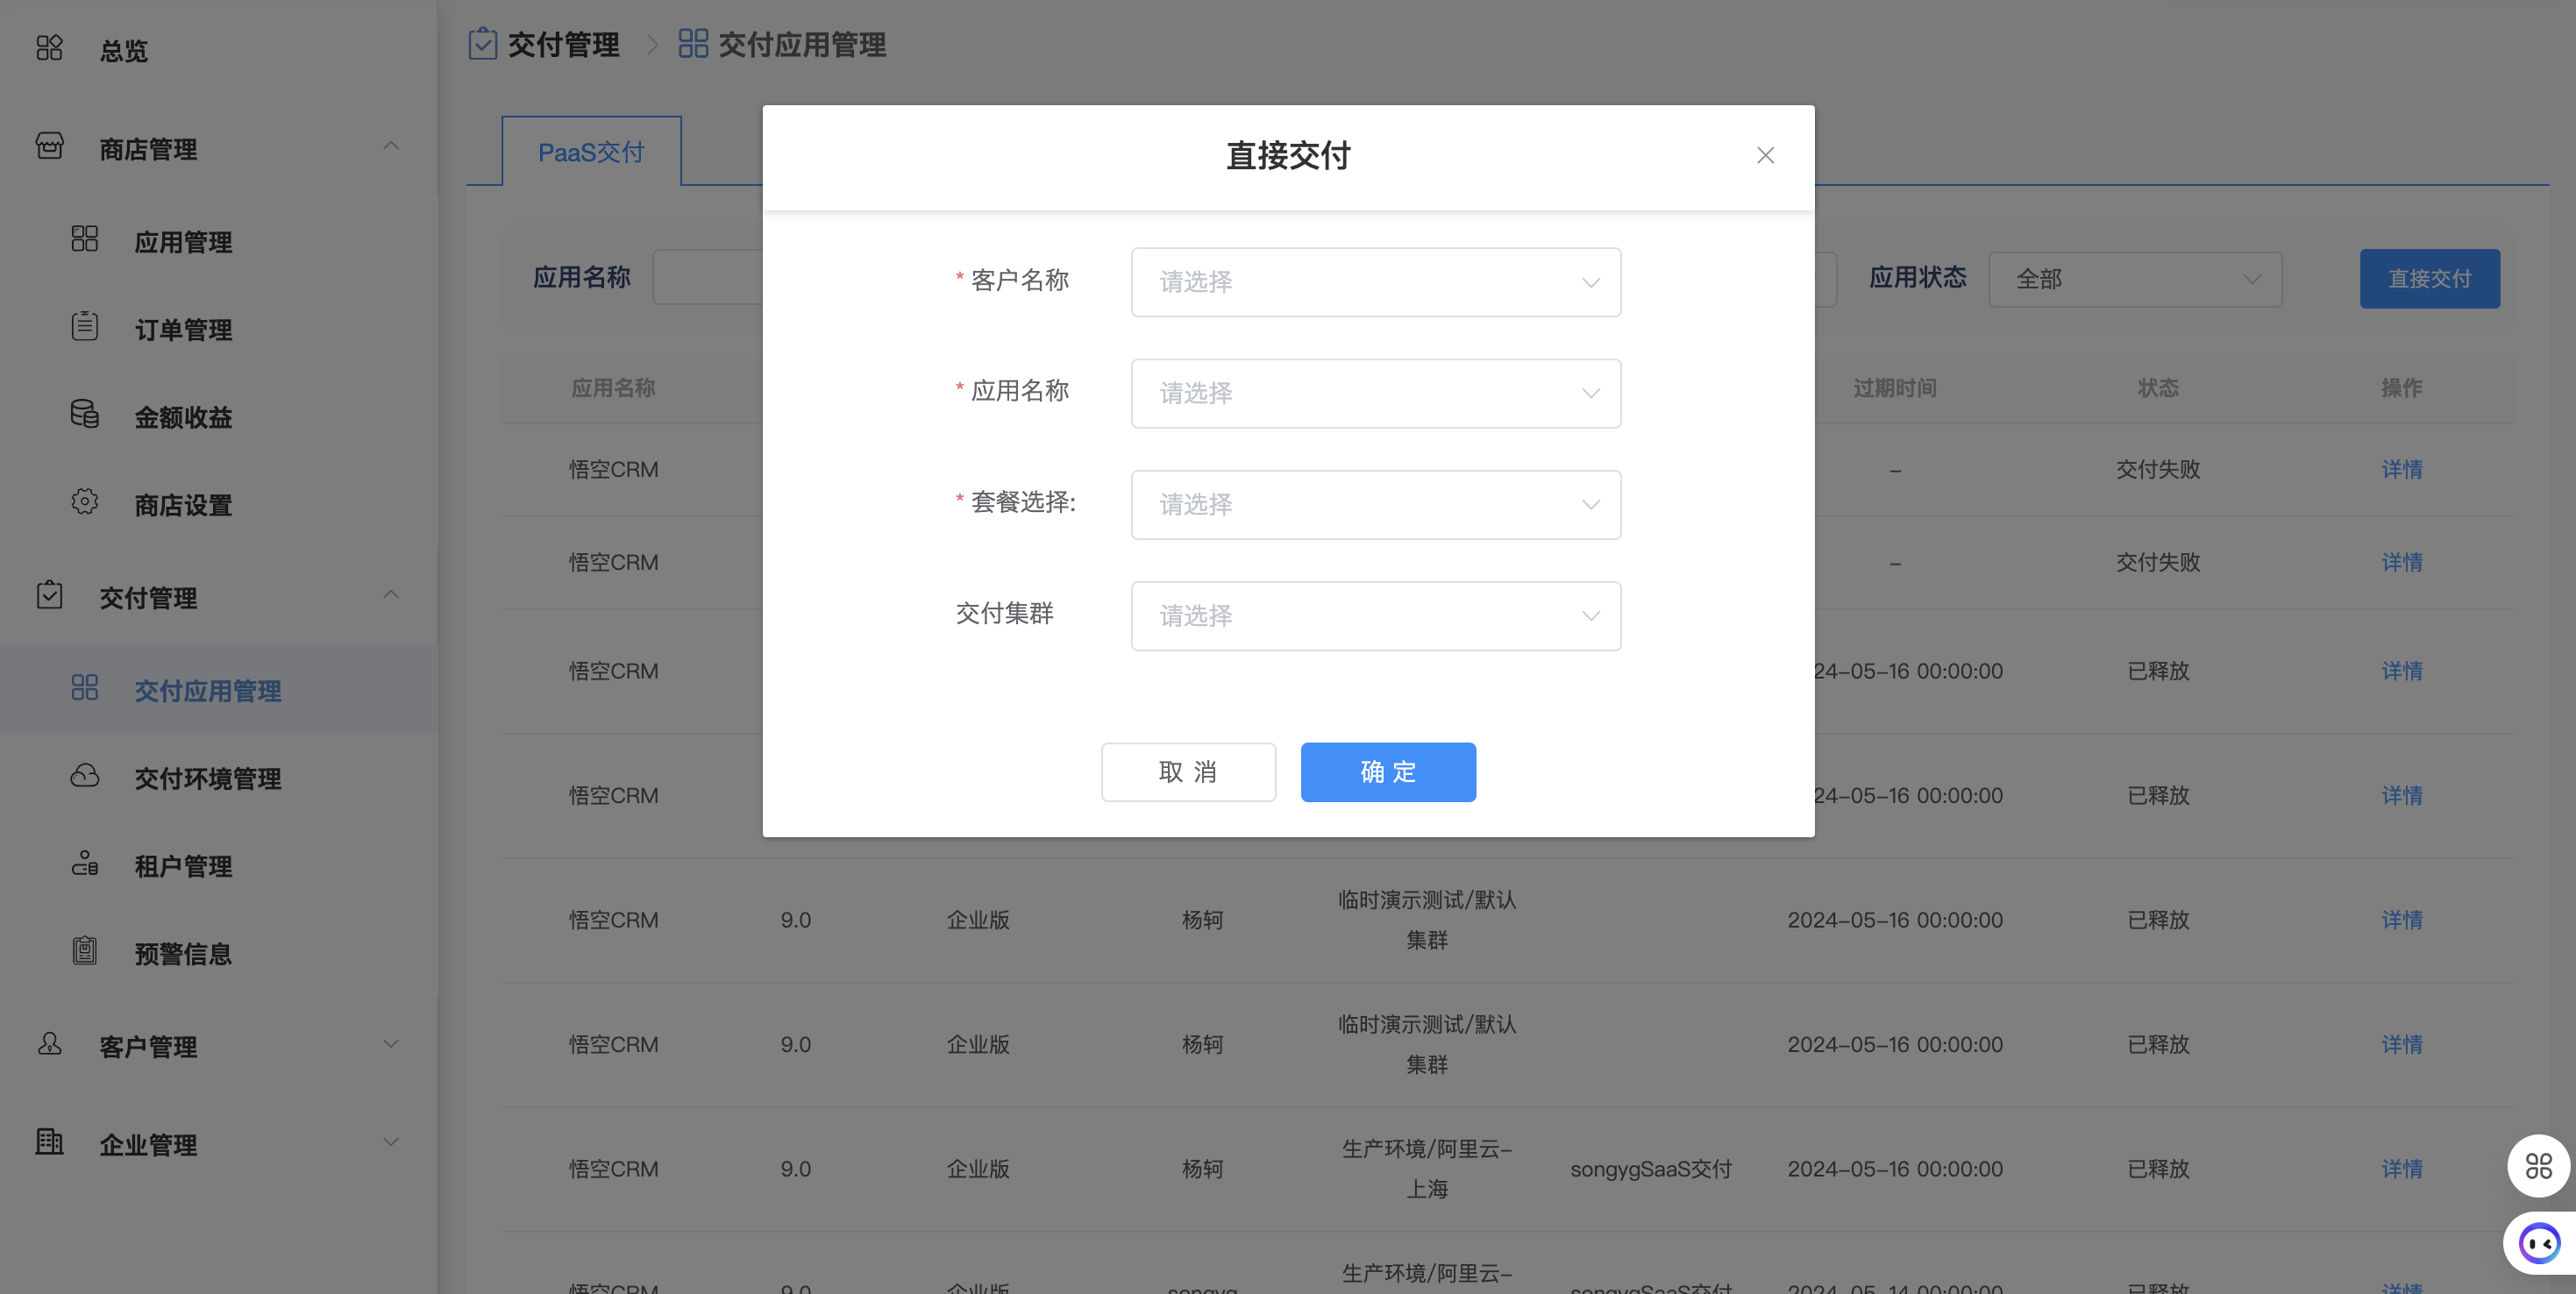 总览
商店管理
应用管理
订单管理
金额收益
商店设置
交付管理
交付应用管理
交付环境管理
租户管理
预警信息
客户管理
企业管理
交付管理 > 交付应用管理
PaaS交付
应用名称
应用状态 全部 直接交付
应用名称 过期时间 状态 操作
悟空CRM – 交付失败 详情
悟空CRM – 交付失败 详情
悟空CRM 24-05-16 00:00:00 已释放 详情
悟空CRM 24-05-16 00:00:00 已释放 详情
悟空CRM 9.0 企业版 杨轲 临时演示测试/默认集群 2024-05-16 00:00:00 已释放 详情
悟空CRM 9.0 企业版 杨轲 临时演示测试/默认集群 2024-05-16 00:00:00 已释放 详情
悟空CRM 9.0 企业版 杨轲 生产环境/阿里云-上海 songygSaaS交付 2024-05-16 00:00:00 已释放 详情
悟空CRM 9.0 企业版 songyg 生产环境/阿里云- songygSaaS交付 2024-05-14 00:00:00 已释放 详情
直接交付
* 客户名称 请选择
* 应用名称 请选择
* 套餐选择: 请选择
交付集群 请选择
取 消 确 定